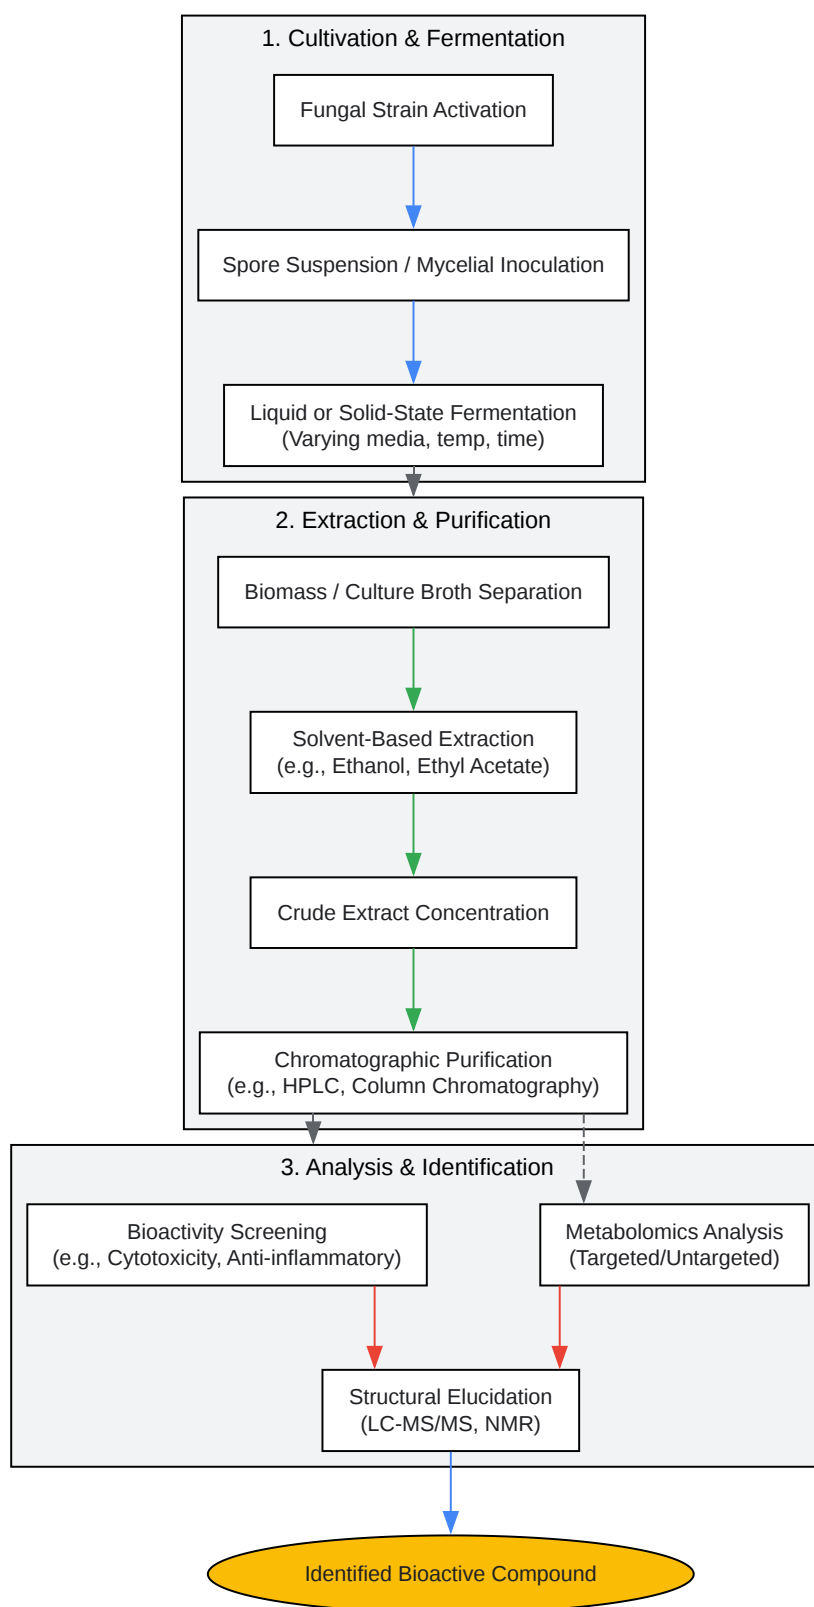 1. Cultivation & Fermentation
Fungal Strain Activation
Spore Suspension / Mycelial Inoculation
Liquid or Solid-State Fermentation
(Varying media, temp, time)
2. Extraction & Purification
Biomass / Culture Broth Separation
Solvent-Based Extraction
(e.g., Ethanol, Ethyl Acetate)
Crude Extract Concentration
Chromatographic Purification
(e.g., HPLC, Column Chromatography)
3. Analysis & Identification
Bioactivity Screening
(e.g., Cytotoxicity, Anti-inflammatory)
Metabolomics Analysis
(Targeted/Untargeted)
Structural Elucidation
(LC-MS/MS, NMR)
Identified Bioactive Compound